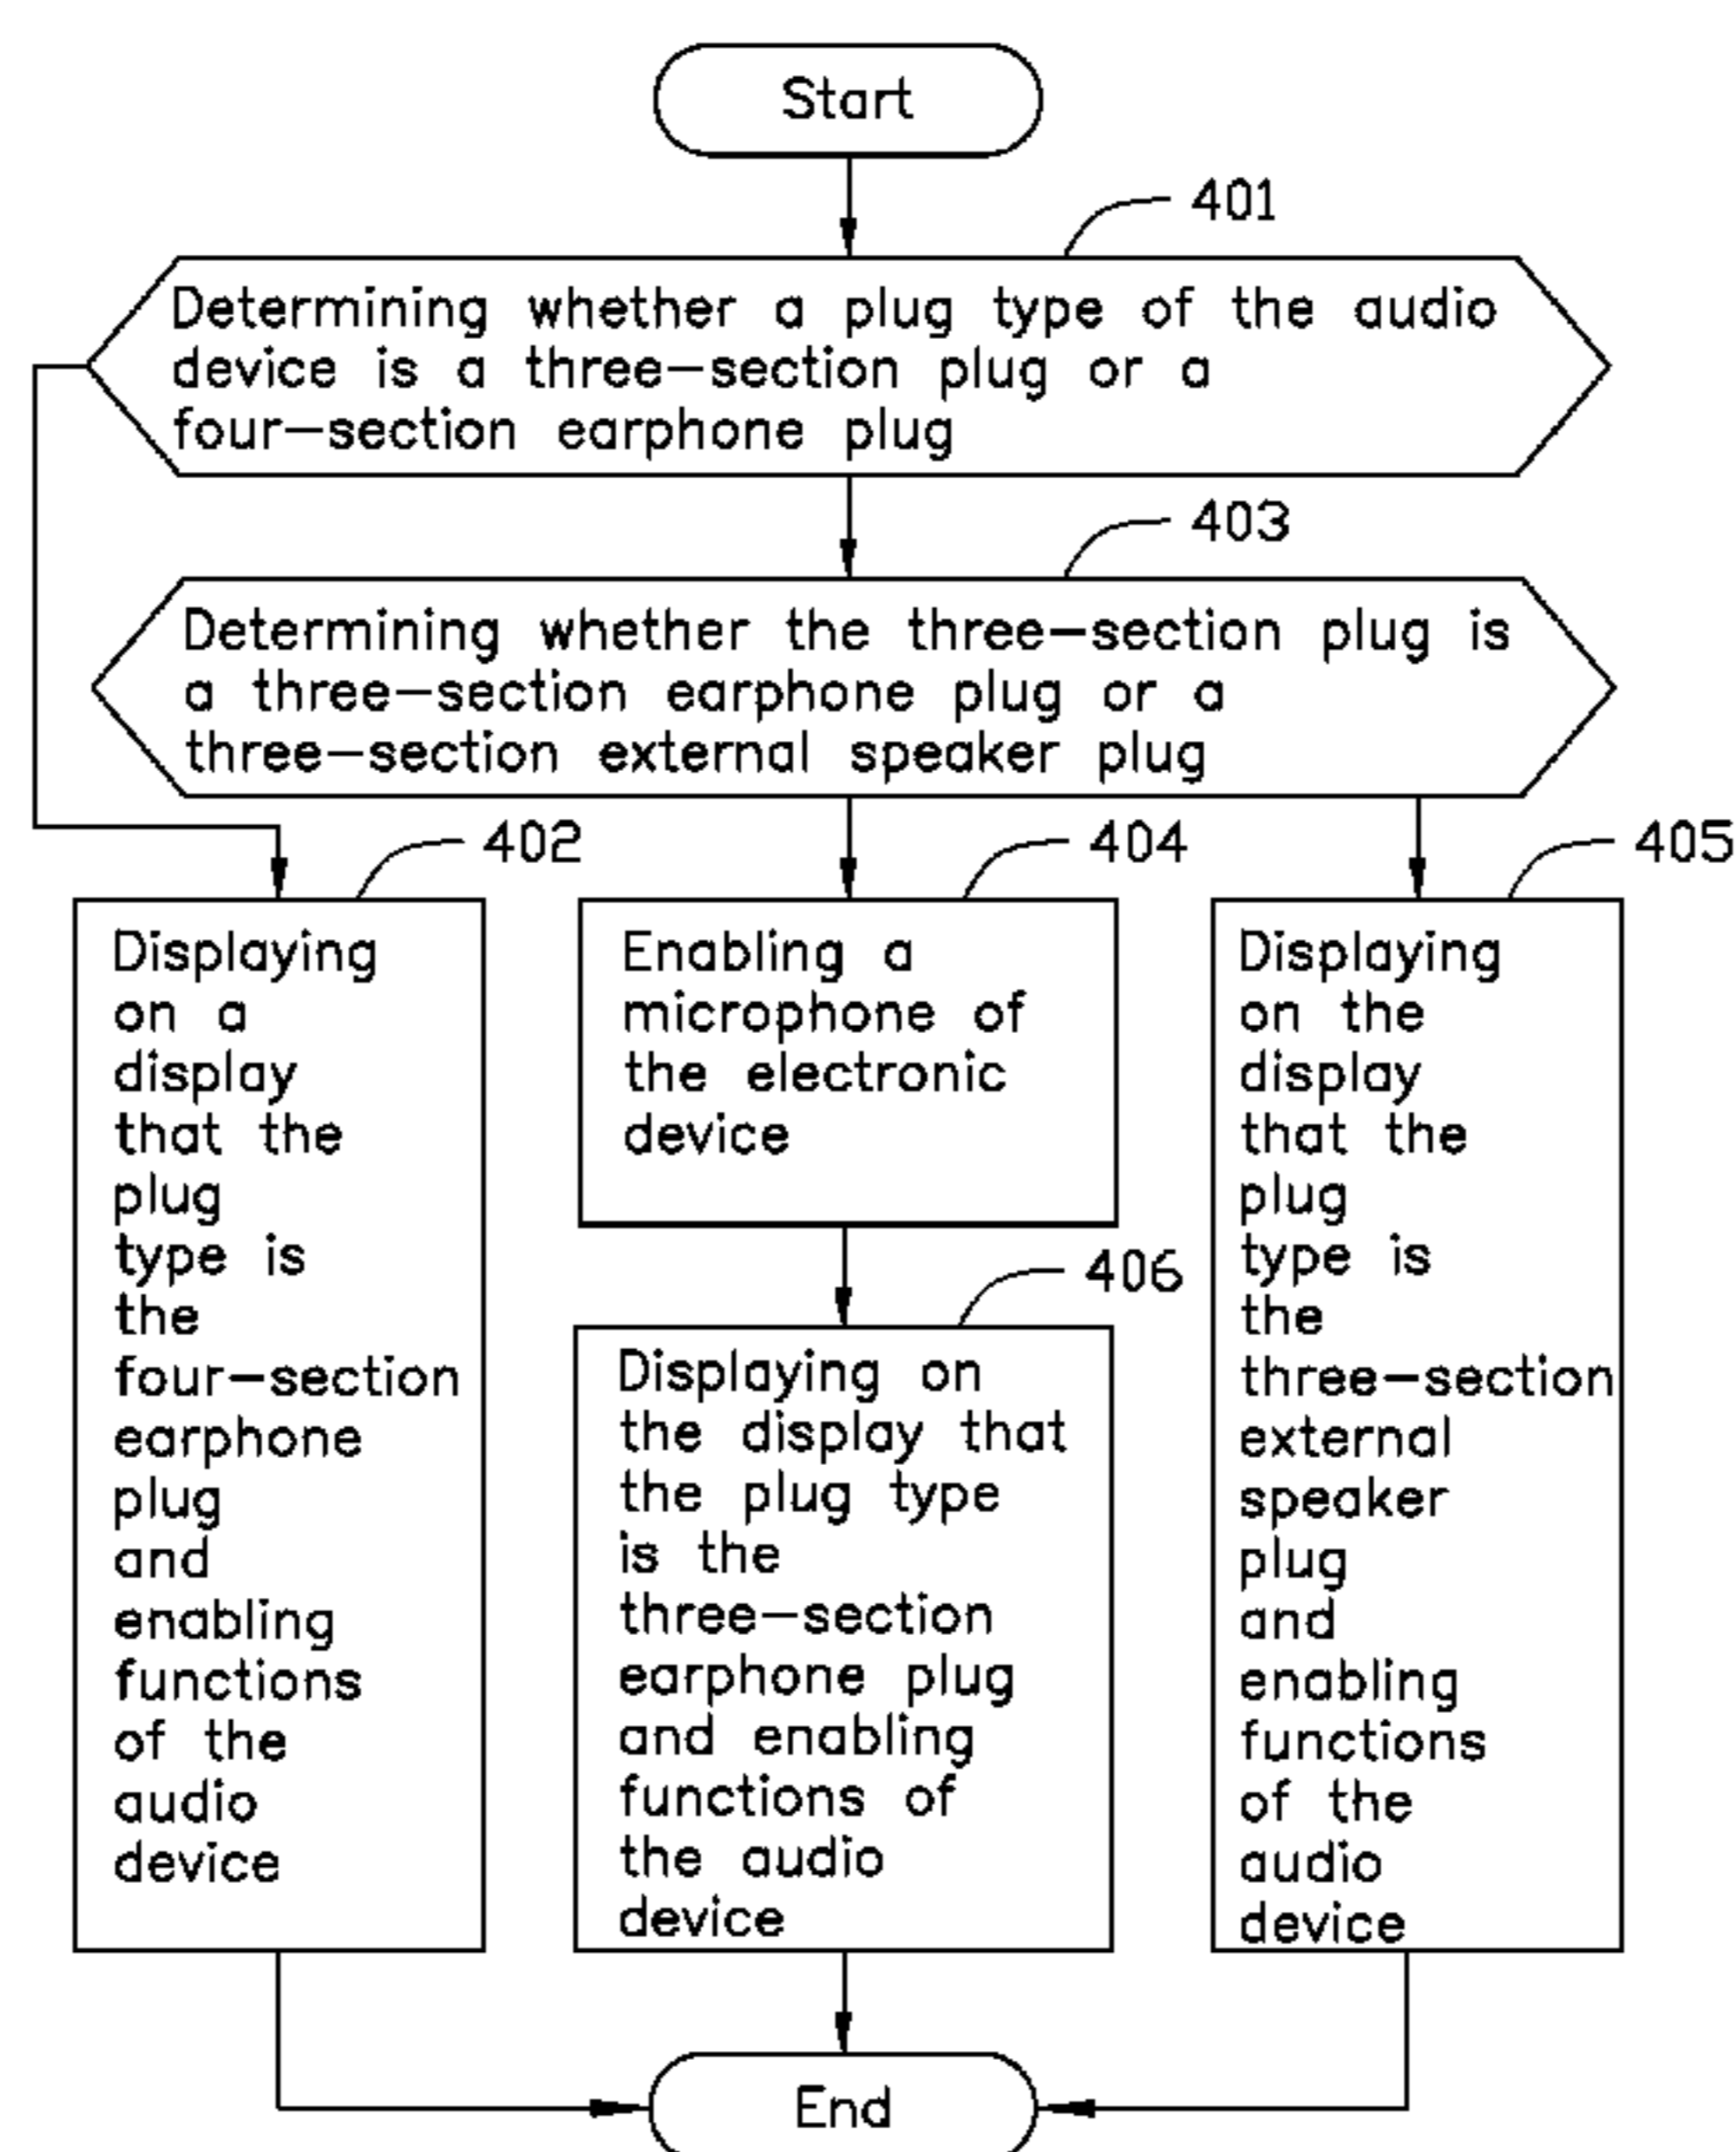 Start
401
Determining whether a plug type of the audio
device is a three-section plug or a
four-section earphone plug
403
Determining whether the three-section plug is
a three-section earphone plug or a
three-section external speaker plug
402
Displaying
on a
display
that the
plug
type is
the
four-section
earphone
plug
and
enabling
functions
of the
audio
device
404
Enabling a
microphone of
the electronic
device
406
Displaying on
the display that
the plug type
is the
three-section
earphone plug
and enabling
functions of
the audio
device
405
Displaying
on the
display
that the
plug
type is
the
three-section
external
speaker
plug
and
enabling
functions
of the
audio
device
End